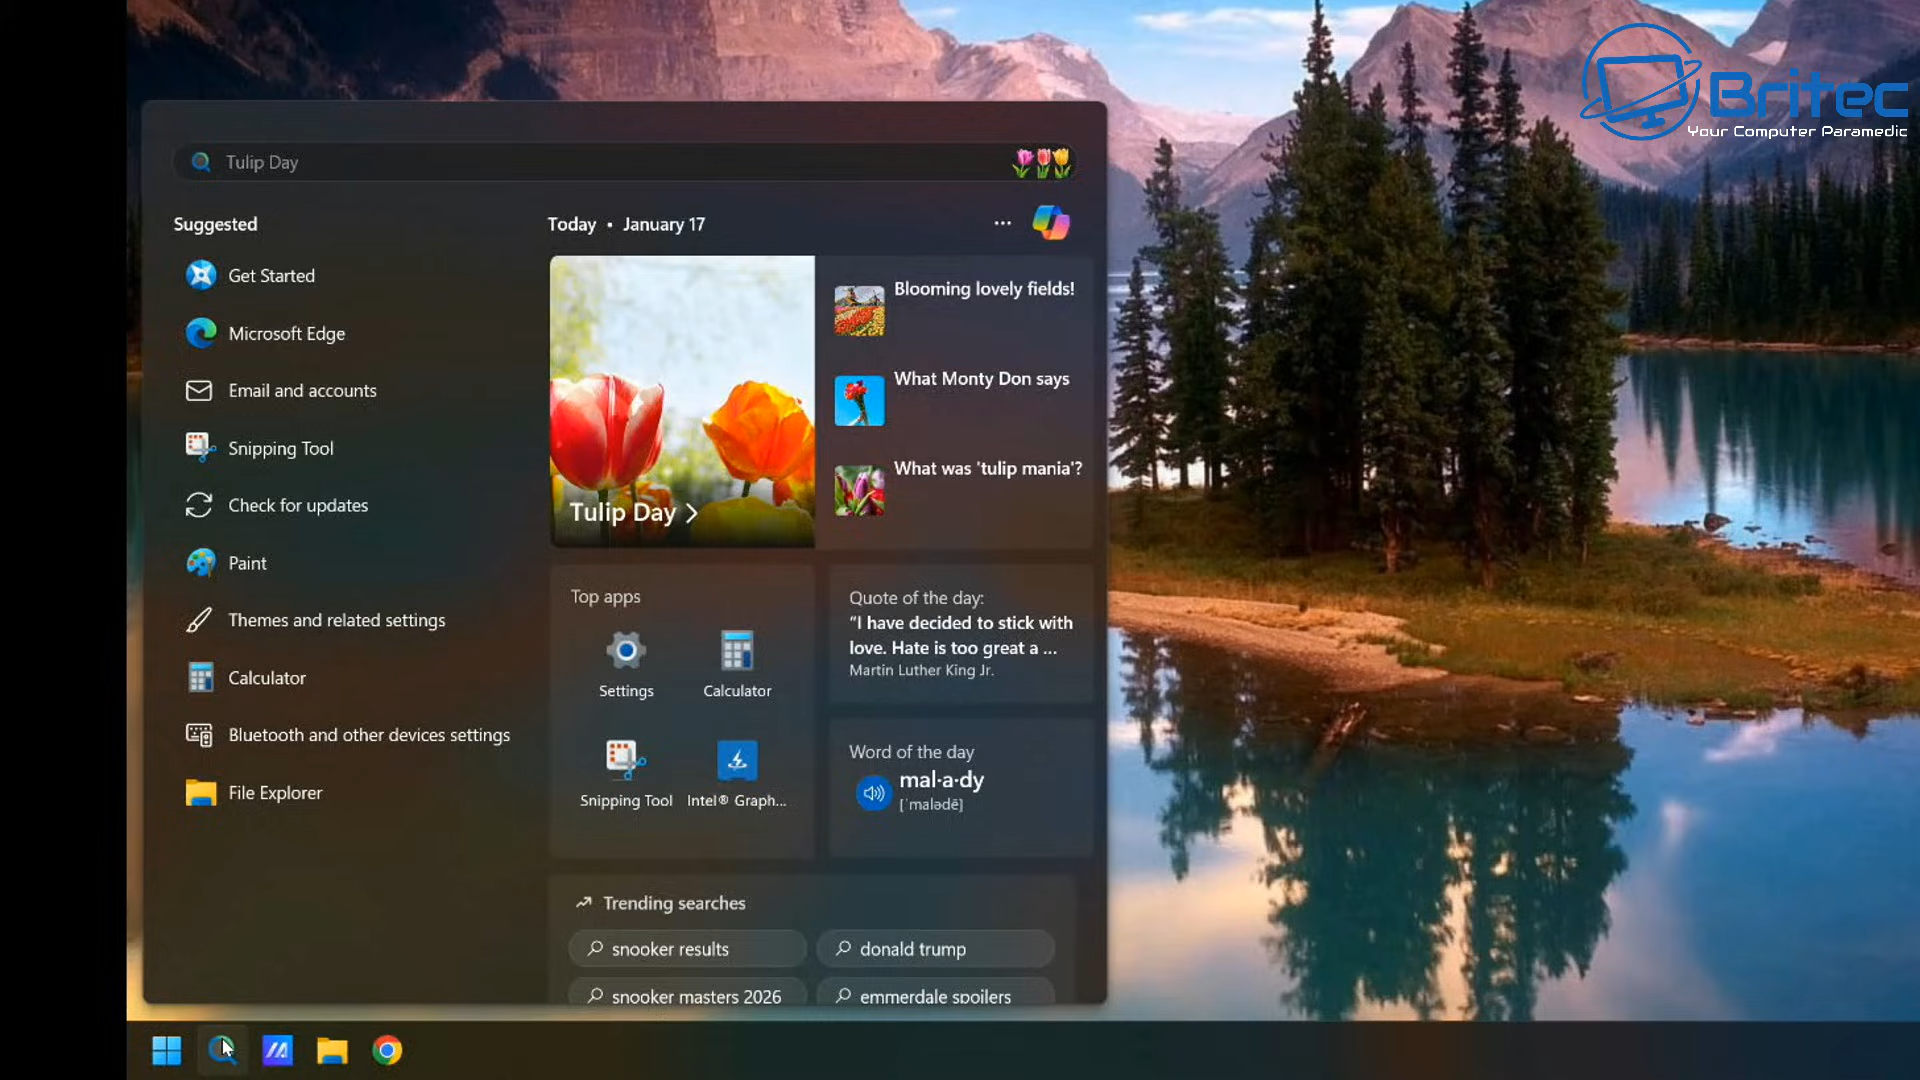 Britec
Your Computer Paramedic
Tulip Day
Suggested
Get Started
Microsoft Edge
Email and accounts
Snipping Tool
Check for updates
Paint
Themes and related settings
Calculator
Bluetooth and other devices settings
File Explorer
Today • January 17
Tulip Day
Blooming lovely fields!
What Monty Don says
What was 'tulip mania'?
Top apps
Settings
Calculator
Snipping Tool
Intel® Graph...
Quote of the day:
“I have decided to stick with
love. Hate is too great a ...
Martin Luther King Jr.
Word of the day
mal·a·dy
[ˈmalədē]
Trending searches
snooker results
donald trump
snooker masters 2026
emmerdale spoilers